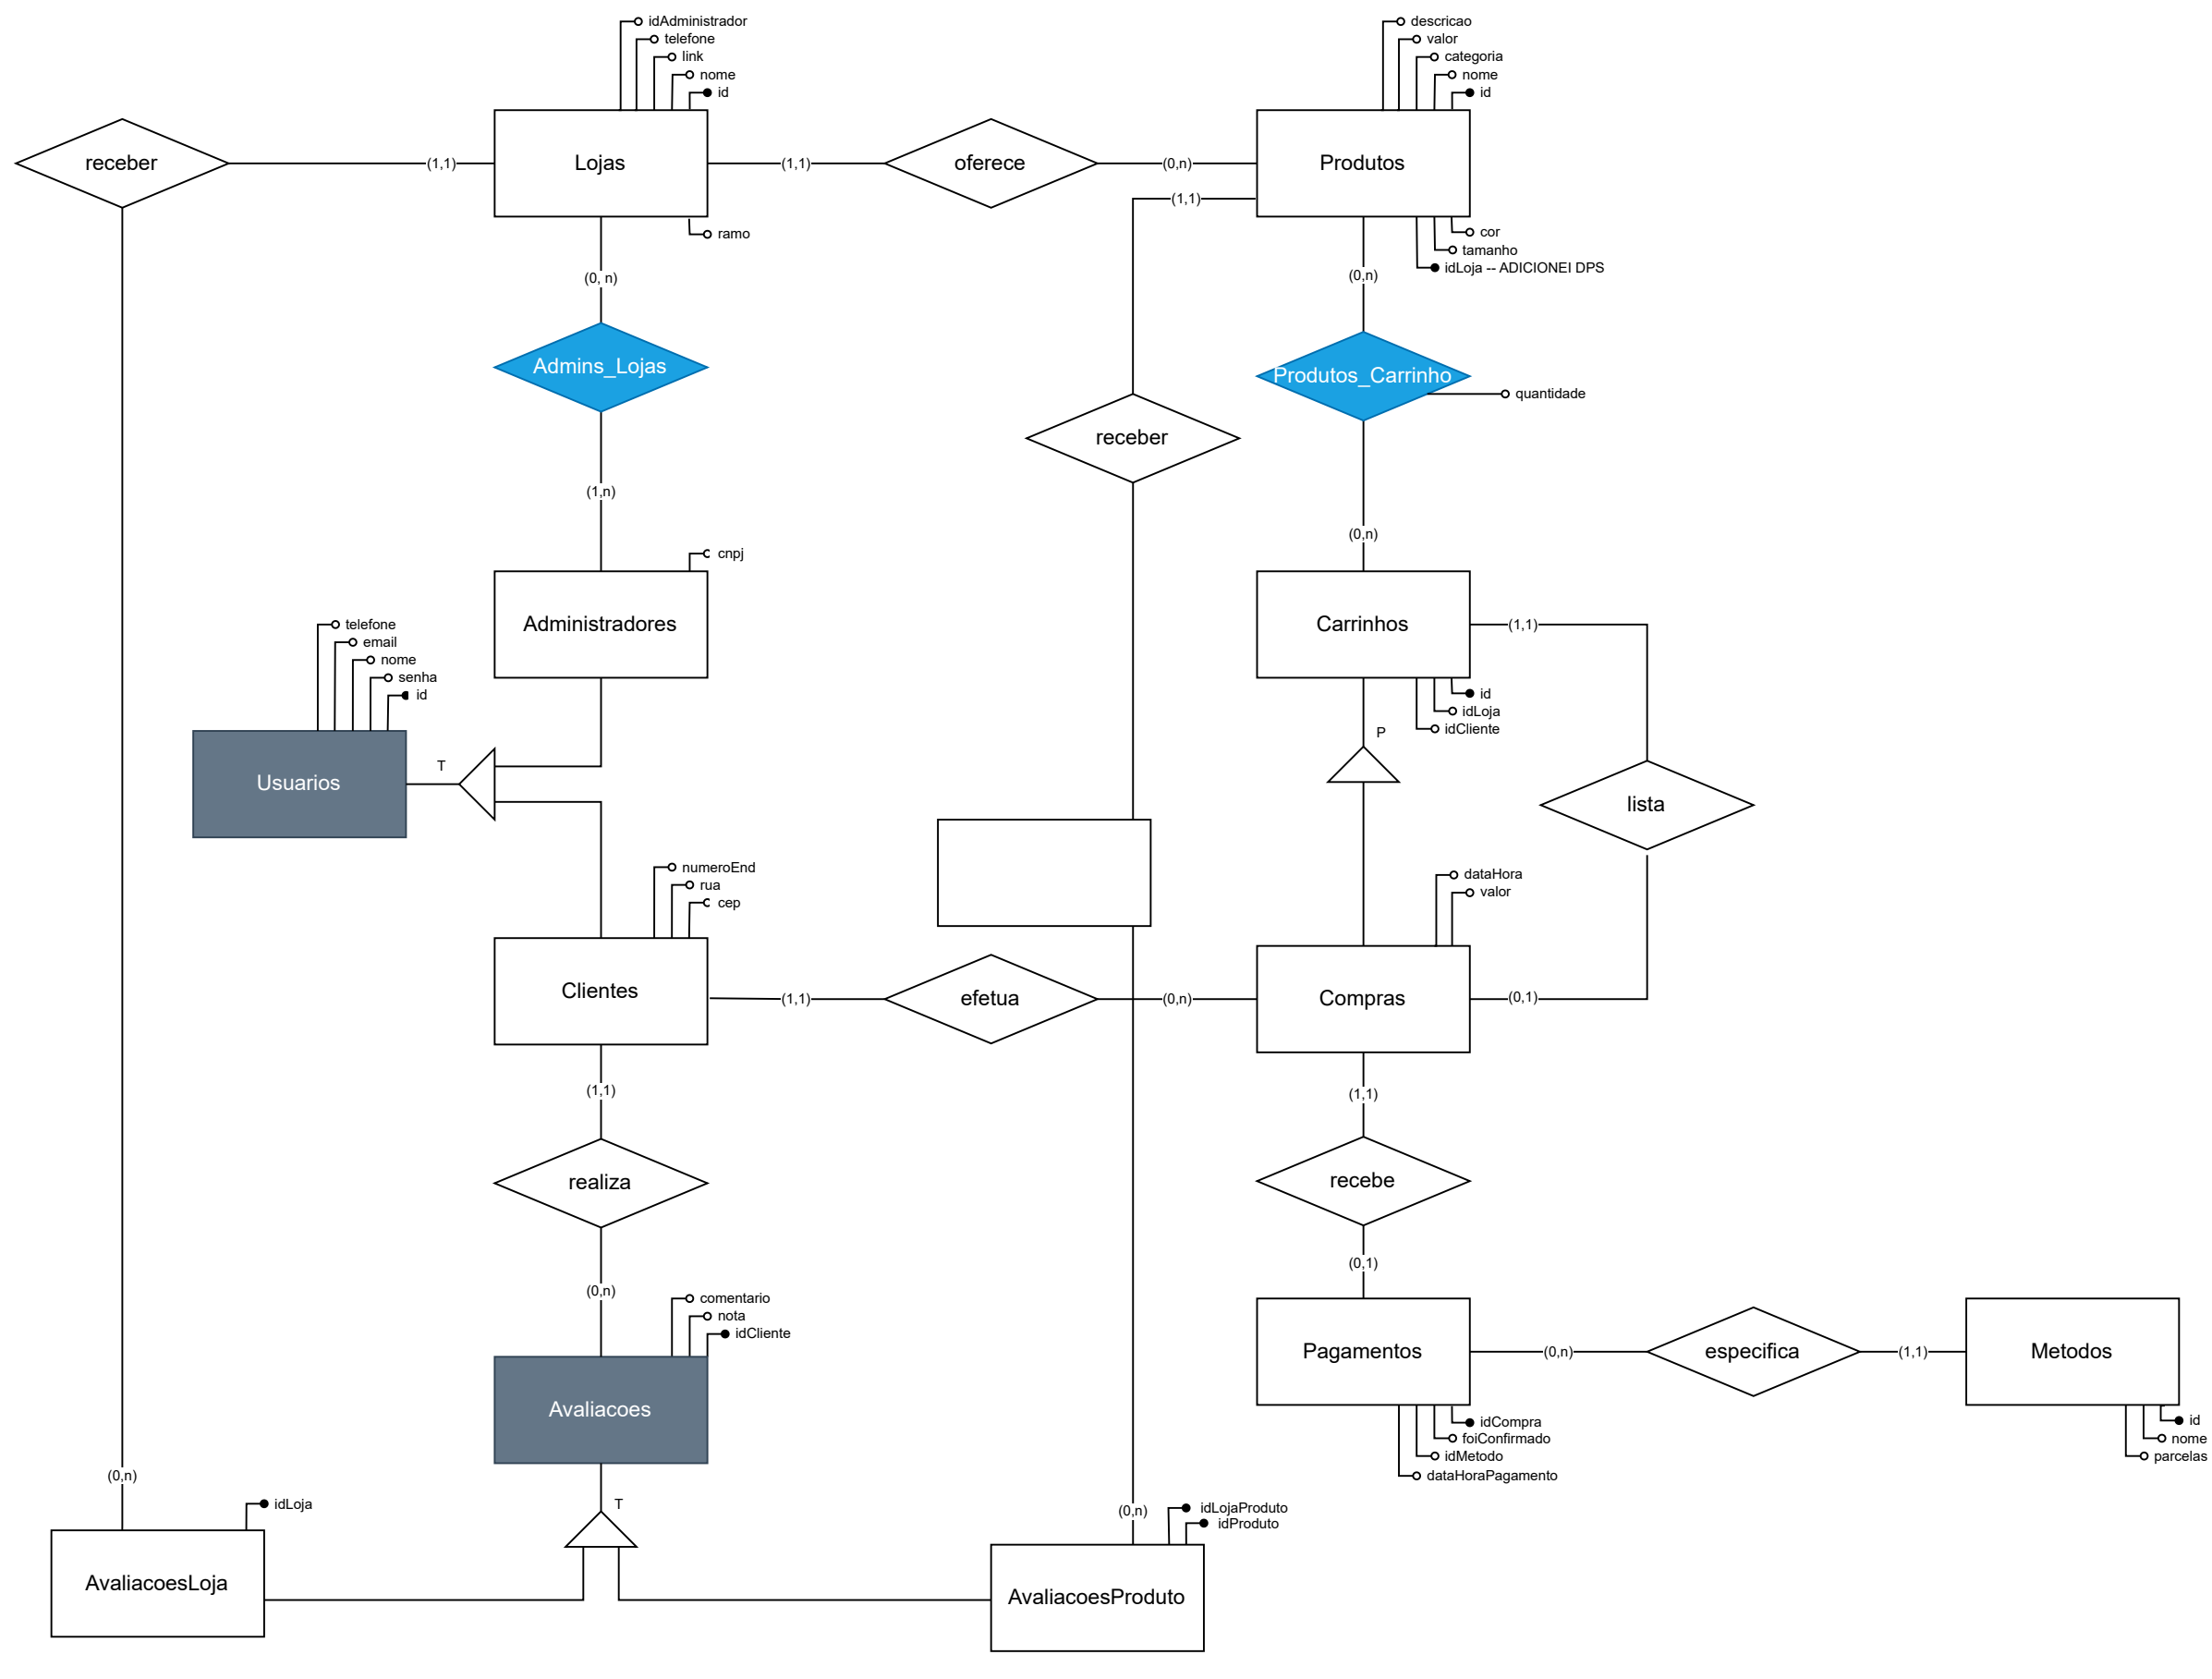 idAdministrador
telefone
link
nome
id
descricao
valor
categoria
nome
id
receber
(1,1)
Lojas
(1,1)
oferece
(0,n)
Produtos
(1,1)
ramo
cor
tamanho
idLoja -- ADICIONEI DPS
(0, n)
(0,n)
Admins_Lojas
Produtos_Carrinho
quantidade
receber
(1,n)
(0,n)
cnpj
Administradores
Carrinhos
(1,1)
telefone
email
nome
senha
id
id
idLoja
idCliente
P
T
Usuarios
lista
numeroEnd
rua
cep
dataHora
valor
Clientes
(1,1)
efetua
(0,n)
Compras
(0,1)
(1,1)
(1,1)
realiza
recebe
(0,1)
(0,n)
comentario
nota
idCliente
Pagamentos
(0,n)
especifica
(1,1)
Metodos
Avaliacoes
idCompra
foiConfirmado
idMetodo
dataHoraPagamento
id
nome
parcelas
(0,n)
idLoja
T
(0,n)
idLojaProduto
idProduto
AvaliacoesLoja
AvaliacoesProduto